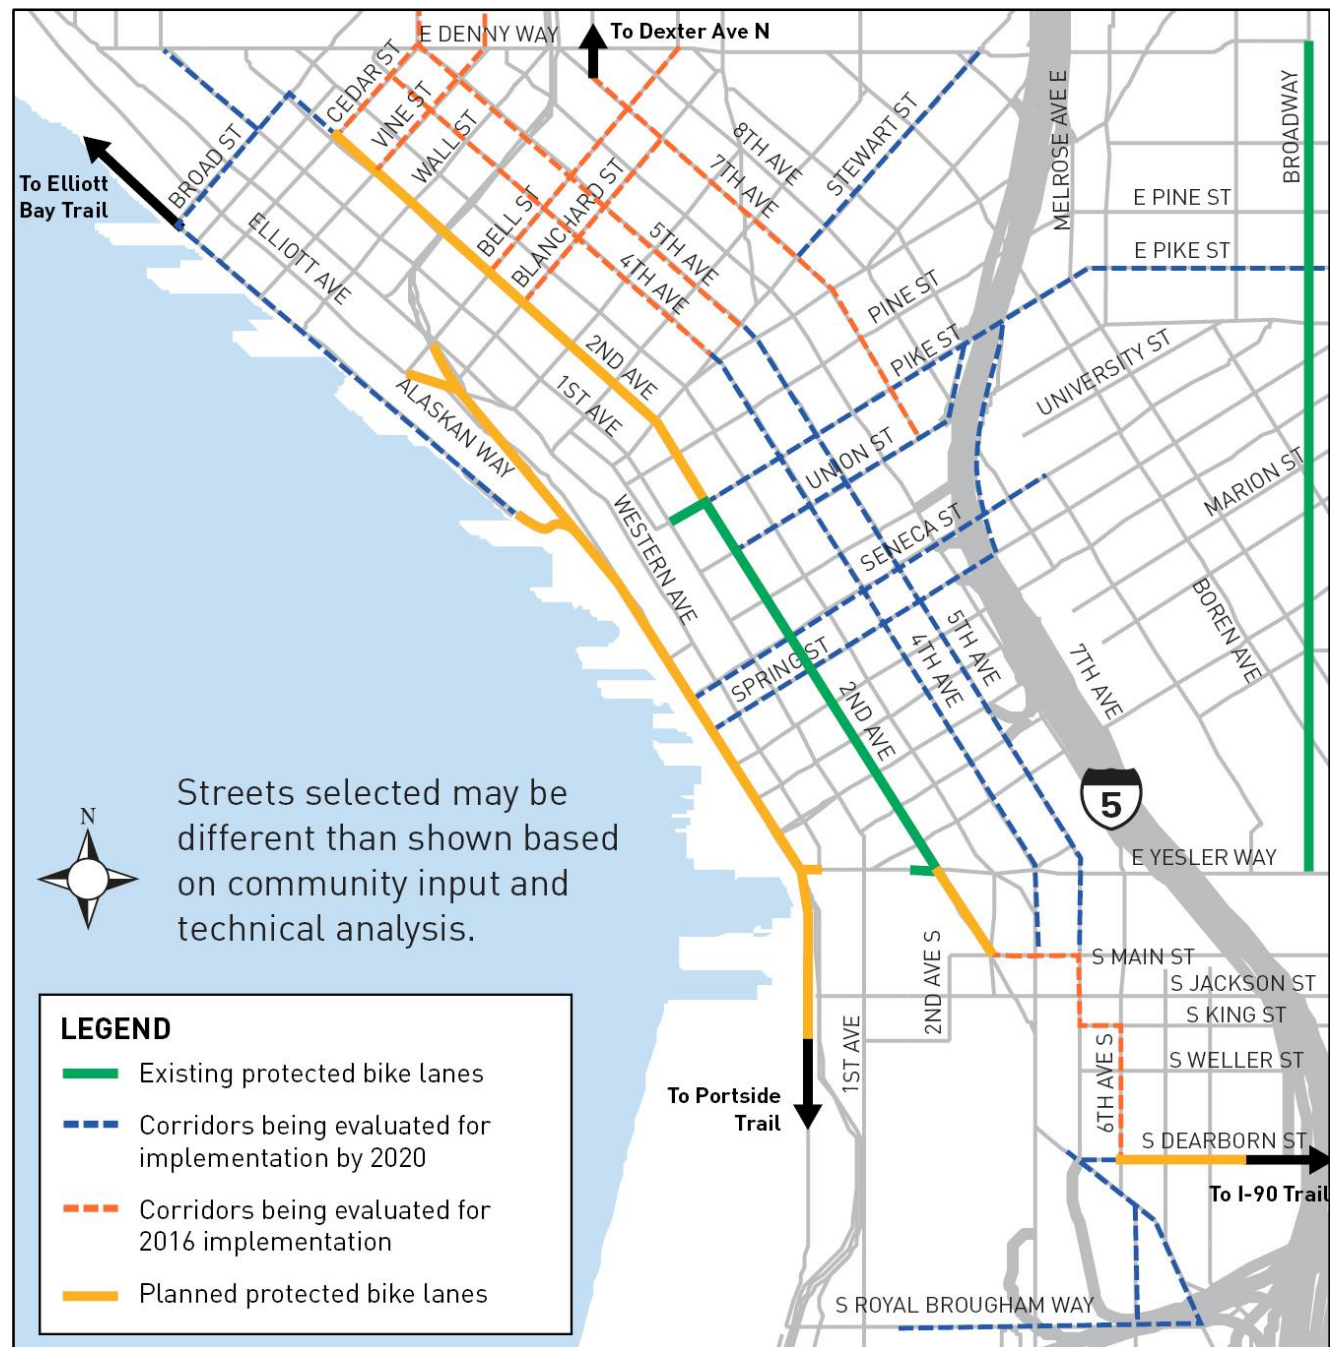 E DENNY WAY
To Dexter Ave N
CEDAR ST
VINE ST
WALL ST
BROAD ST
To Elliott
Bay Trail
ELLIOTT AVE
BELL ST
BLANCHARD ST
8TH AVE
7TH AVE
STEWART ST
MELROSE AVE E
BROADWAY
E PINE ST
E PIKE ST
5TH AVE
4TH AVE
PINE ST
PIKE ST
UNIVERSITY ST
2ND AVE
1ST AVE
ALASKAN WAY
UNION ST
MARION ST
WESTERN AVE
SENECA ST
BOREN AVE
SPRING ST
4TH AVE
5TH AVE
7TH AVE
2ND AVE
5
Streets selected may be
different than shown based
on community input and
technical analysis.
N
E YESLER WAY
S MAIN ST
S JACKSON ST
S KING ST
S WELLER ST
2ND AVE S
1ST AVE
6TH AVE S
S DEARBORN ST
To I-90 Trail
To Portside
Trail
S ROYAL BROUGHAM WAY
LEGEND
Existing protected bike lanes
Corridors being evaluated for
implementation by 2020
Corridors being evaluated for
2016 implementation
Planned protected bike lanes